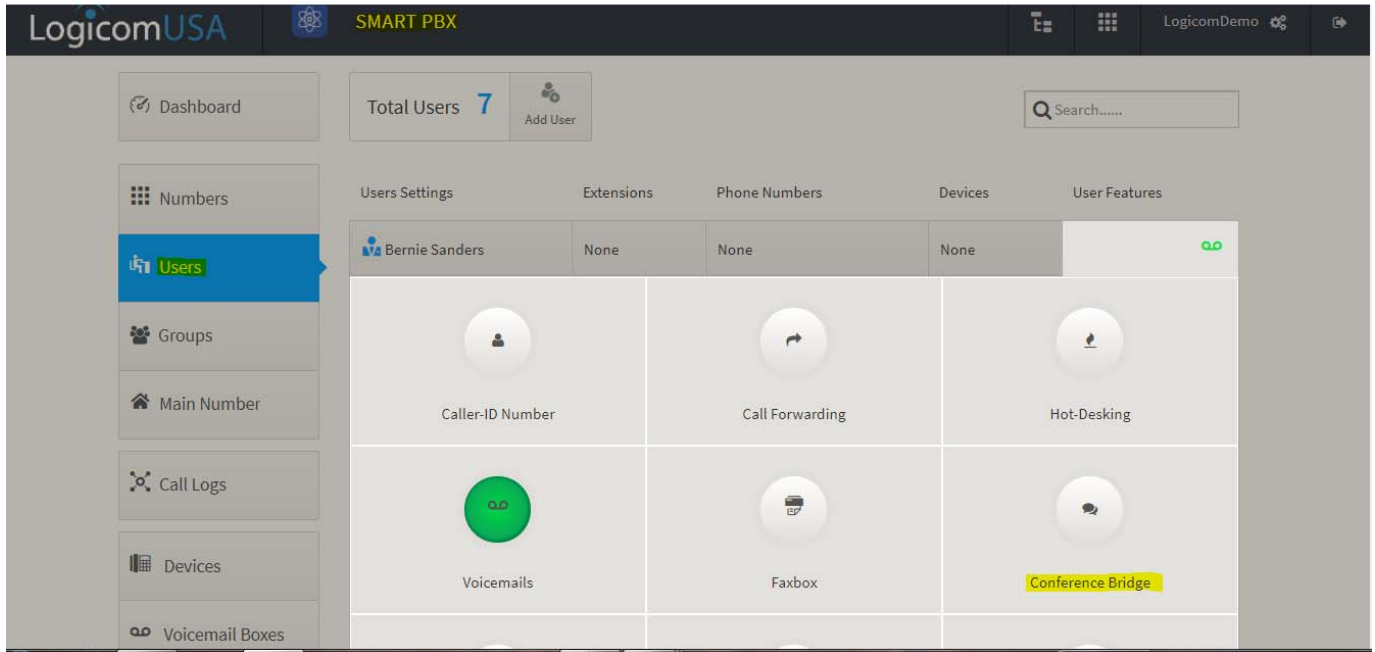 LogicomUSA SMART PBX LogicomDemo
Dashboard
Total Users 7
Add User
Search......
Numbers
Users
Groups
Main Number
Call Logs
Devices
Voicemail Boxes
Users Settings Extensions Phone Numbers Devices User Features
Bernie Sanders None None None
Caller-ID Number Call Forwarding Hot-Desking
Voicemails Faxbox Conference Bridge